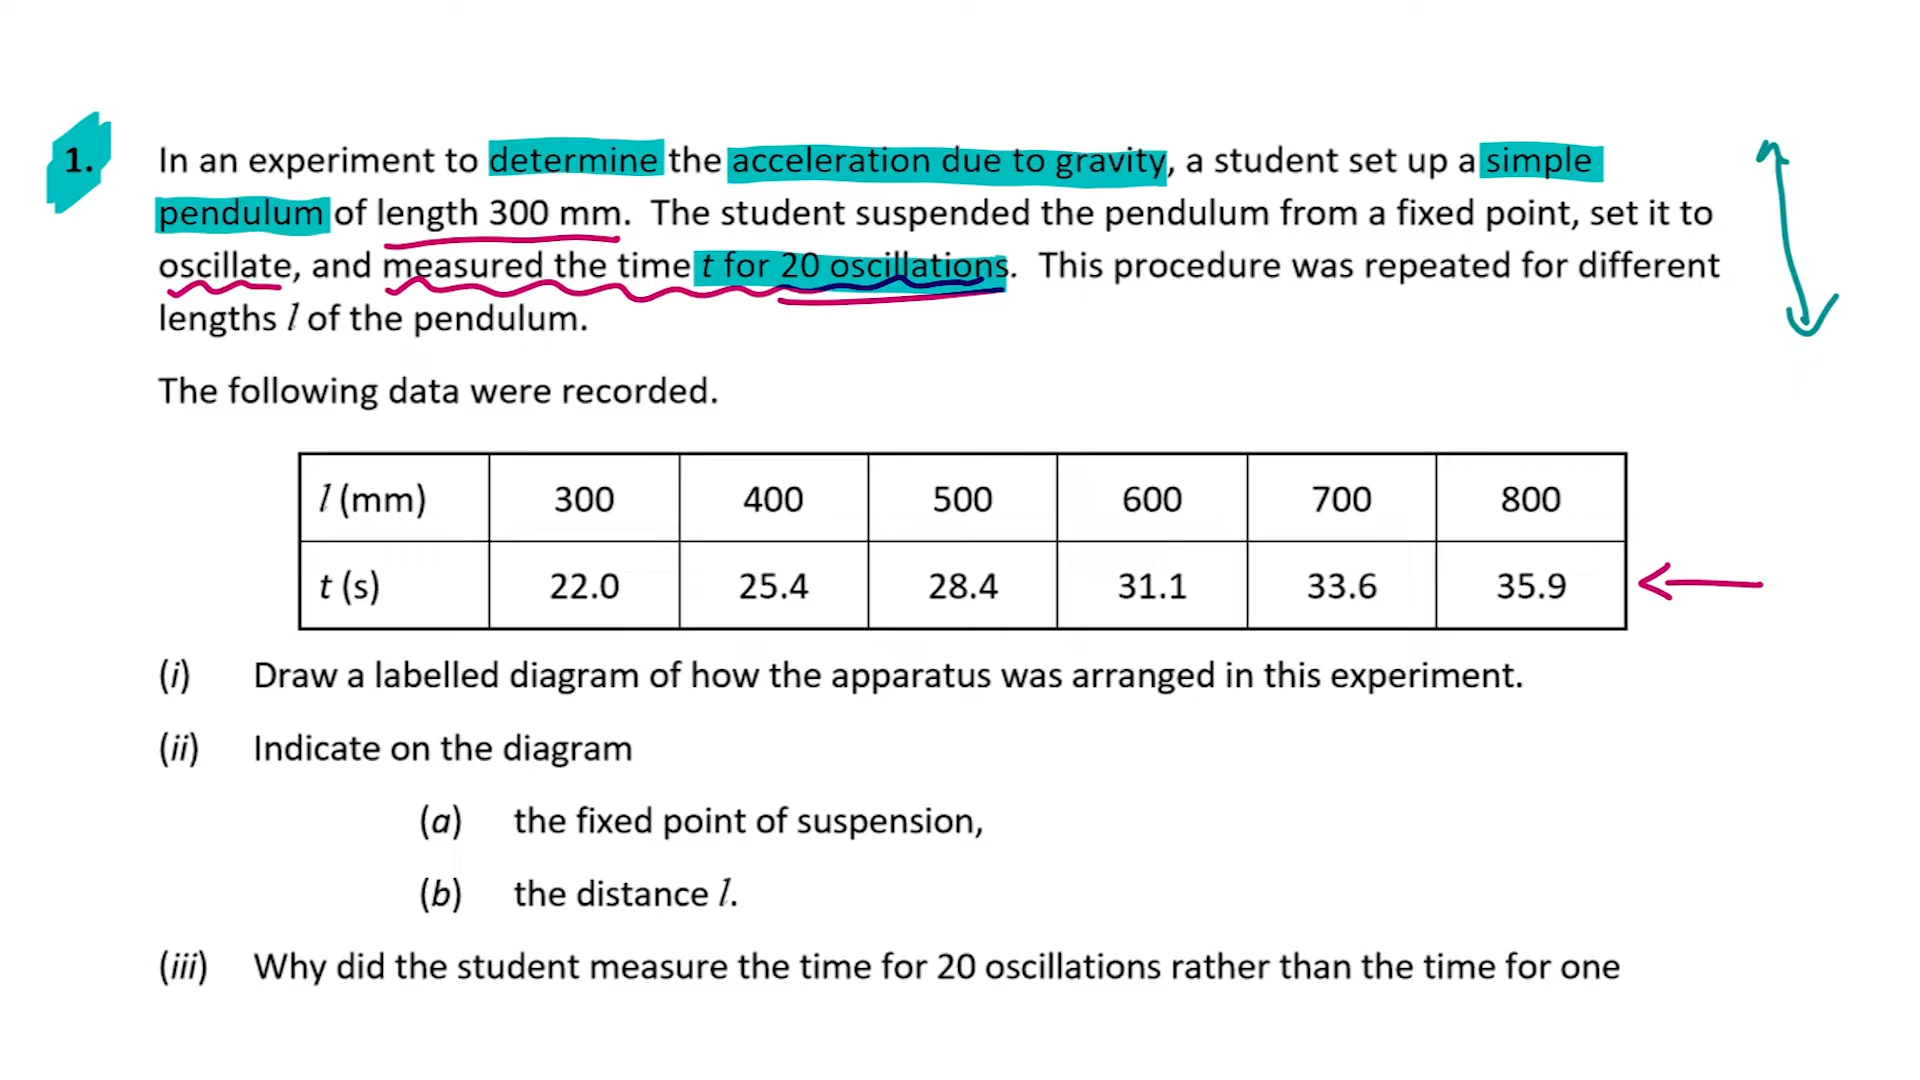 1. In an experiment to determine the acceleration due to gravity, a student set up a simple
pendulum of length 300 mm. The student suspended the pendulum from a fixed point, set it to
oscillate, and measured the time t for 20 oscillations. This procedure was repeated for different
lengths l of the pendulum.
The following data were recorded.
l (mm) 300 400 500 600 700 800
t (s) 22.0 25.4 28.4 31.1 33.6 35.9
(i) Draw a labelled diagram of how the apparatus was arranged in this experiment.
(ii) Indicate on the diagram
(a) the fixed point of suspension,
(b) the distance l.
(iii) Why did the student measure the time for 20 oscillations rather than the time for one